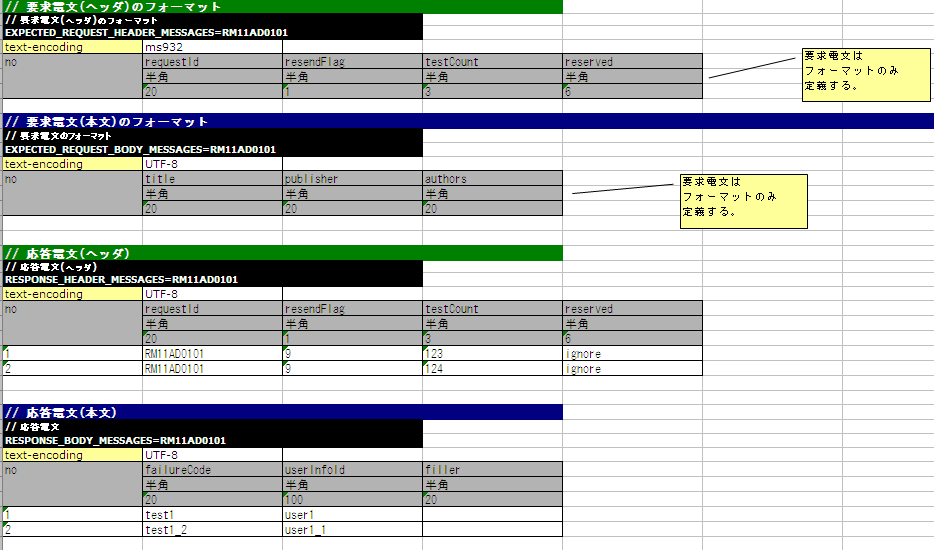 // 要求電文(ヘッダ)のフォーマット
// 要求電文(ヘッダ)のフォーマット
EXPECTED_REQUEST_HEADER_MESSAGES=RM11AD0101
text-encoding ms932
no requestId resendFlag testCount reserved
半角 半角 半角 半角
20 1 3 6
要求電文は
フォーマットのみ
定義する。
// 要求電文(本文)のフォーマット
// 要求電文のフォーマット
EXPECTED_REQUEST_BODY_MESSAGES=RM11AD0101
text-encoding UTF-8
no title publisher authors
半角 半角 半角
20 20 20
要求電文は
フォーマットのみ
定義する。
// 応答電文(ヘッダ)
// 応答電文(ヘッダ)
RESPONSE_HEADER_MESSAGES=RM11AD0101
text-encoding UTF-8
no requestId resendFlag testCount reserved
半角 半角 半角 半角
20 1 3 6
1 RM11AD0101 9 123 ignore
2 RM11AD0101 9 124 ignore
// 応答電文(本文)
// 応答電文
RESPONSE_BODY_MESSAGES=RM11AD0101
text-encoding UTF-8
no failureCode userInfoId filler
半角 半角 半角
20 100 20
1 test1 user1
2 test1_2 user1_1